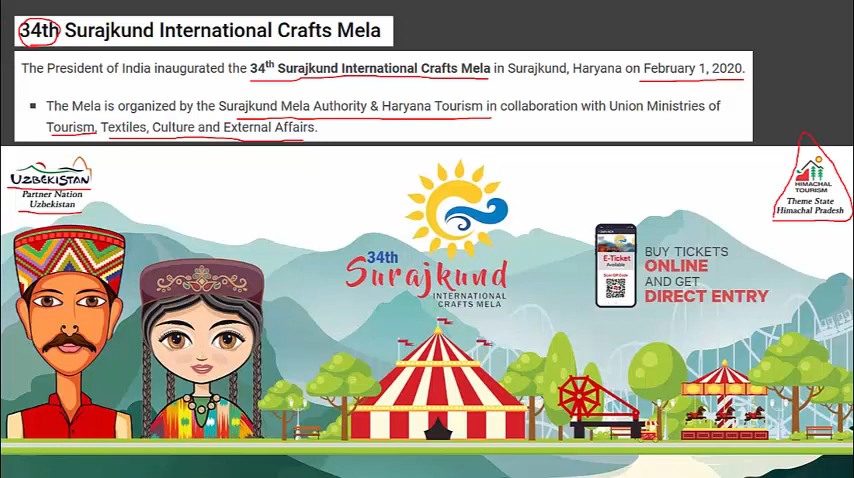 34th Surajkund International Crafts Mela
The President of India inaugurated the 34th Surajkund International Crafts Mela in Surajkund, Haryana on February 1, 2020.
The Mela is organized by the Surajkund Mela Authority & Haryana Tourism in collaboration with Union Ministries of
Tourism, Textiles, Culture and External Affairs.
UZBEKISTAN
Partner Nation
Uzbekistan
HIMACHAL
TOURISM
Theme State
Himachal Pradesh
34th
Surajkund
INTERNATIONAL
CRAFTS MELA
E-Ticket
Available
Scan QR Code
BUY TICKETS
ONLINE
AND GET
DIRECT ENTRY